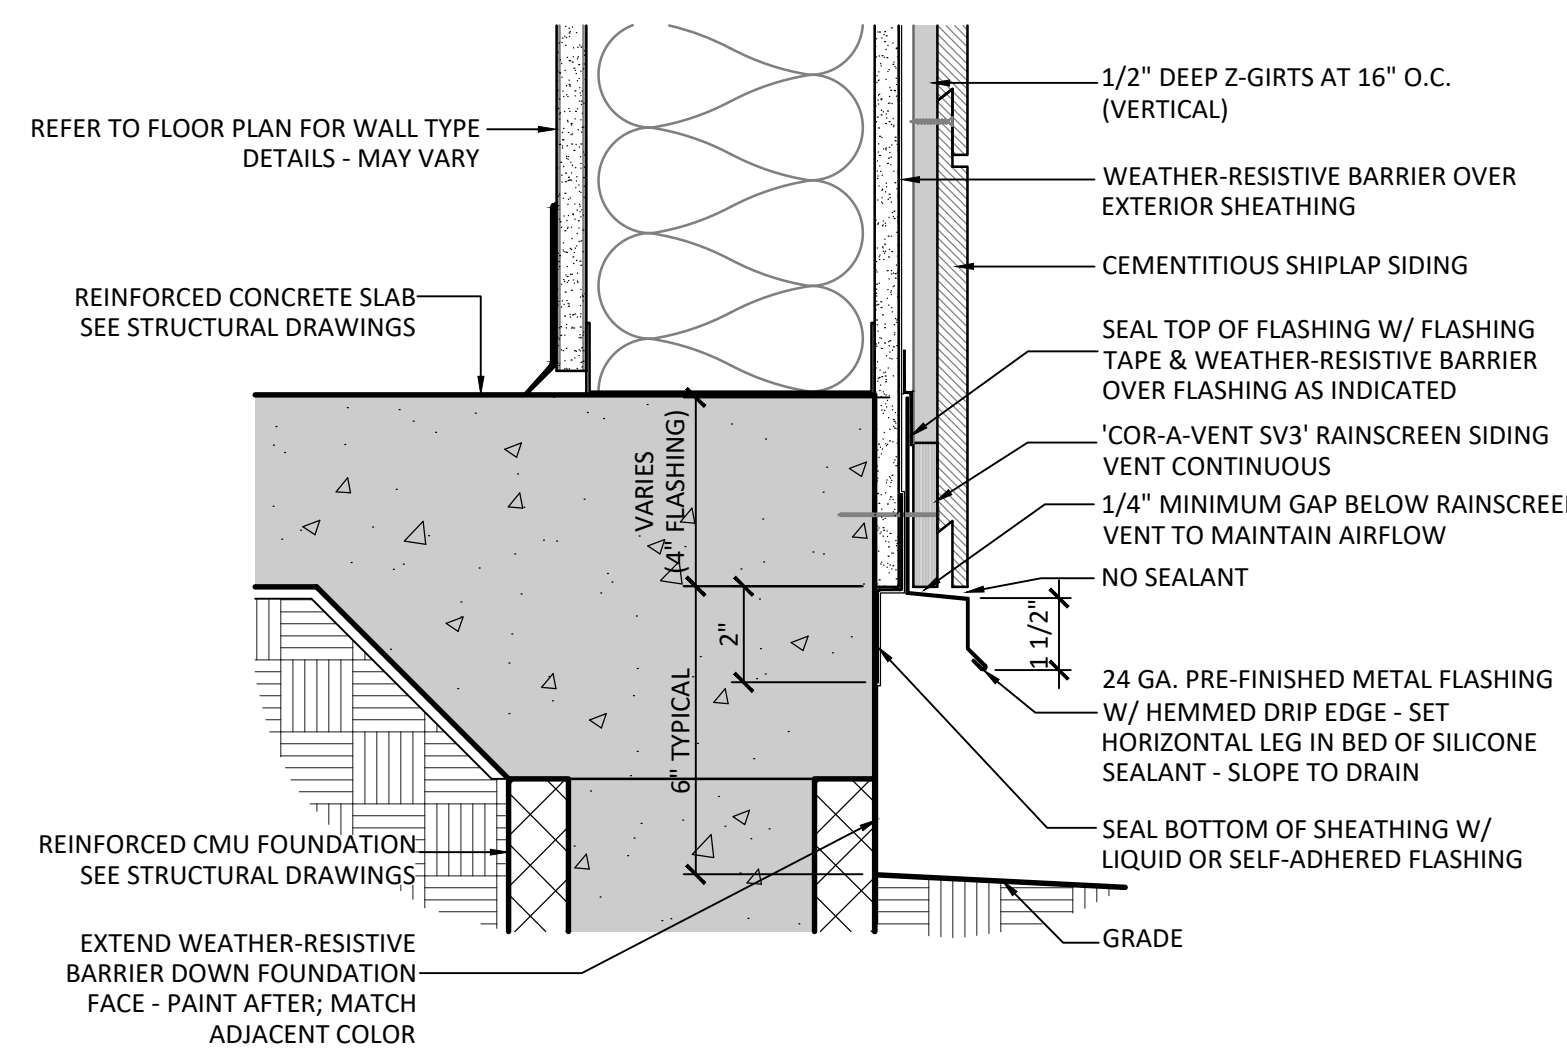 REFER TO FLOOR PLAN FOR WALL TYPE
DETAILS - MAY VARY
REINFORCED CONCRETE SLAB
SEE STRUCTURAL DRAWINGS
REINFORCED CMU FOUNDATION
SEE STRUCTURAL DRAWINGS
EXTEND WEATHER-RESISTIVE
BARRIER DOWN FOUNDATION
FACE - PAINT AFTER; MATCH
ADJACENT COLOR
VARIES
(4" FLASHING)
2"
6" TYPICAL
1 1/2"
1/2" DEEP Z-GIRTS AT 16" O.C.
(VERTICAL)
WEATHER-RESISTIVE BARRIER OVER
EXTERIOR SHEATHING
CEMENTITIOUS SHIPLAP SIDING
SEAL TOP OF FLASHING W/ FLASHING
TAPE & WEATHER-RESISTIVE BARRIER
OVER FLASHING AS INDICATED
'COR-A-VENT SV3' RAINSCREEN SIDING
VENT CONTINUOUS
1/4" MINIMUM GAP BELOW RAINSCREE
VENT TO MAINTAIN AIRFLOW
NO SEALANT
24 GA. PRE-FINISHED METAL FLASHING
W/ HEMMED DRIP EDGE - SET
HORIZONTAL LEG IN BED OF SILICONE
SEALANT - SLOPE TO DRAIN
SEAL BOTTOM OF SHEATHING W/
LIQUID OR SELF-ADHERED FLASHING
GRADE